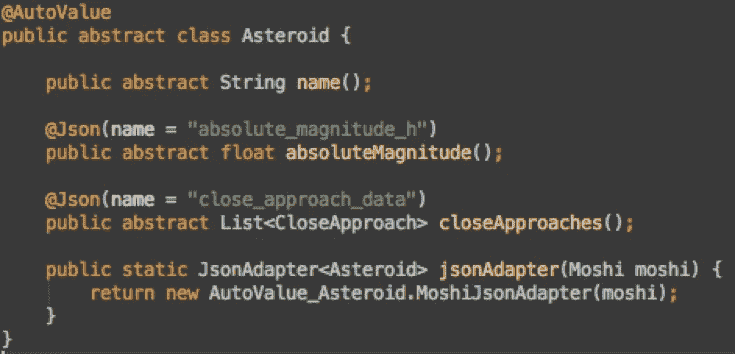 @AutoValue
public abstract class Asteroid {
public abstract String name();
@Json(name = "absolute_magnitude_h")
public abstract float absoluteMagnitude();
@Json(name = "close_approach_data")
public abstract List<CloseApproach> closeApproaches();
public static JsonAdapter<Asteroid> jsonAdapter(Moshi moshi) {
return new AutoValue_Asteroid.MoshiJsonAdapter(moshi);
}
}